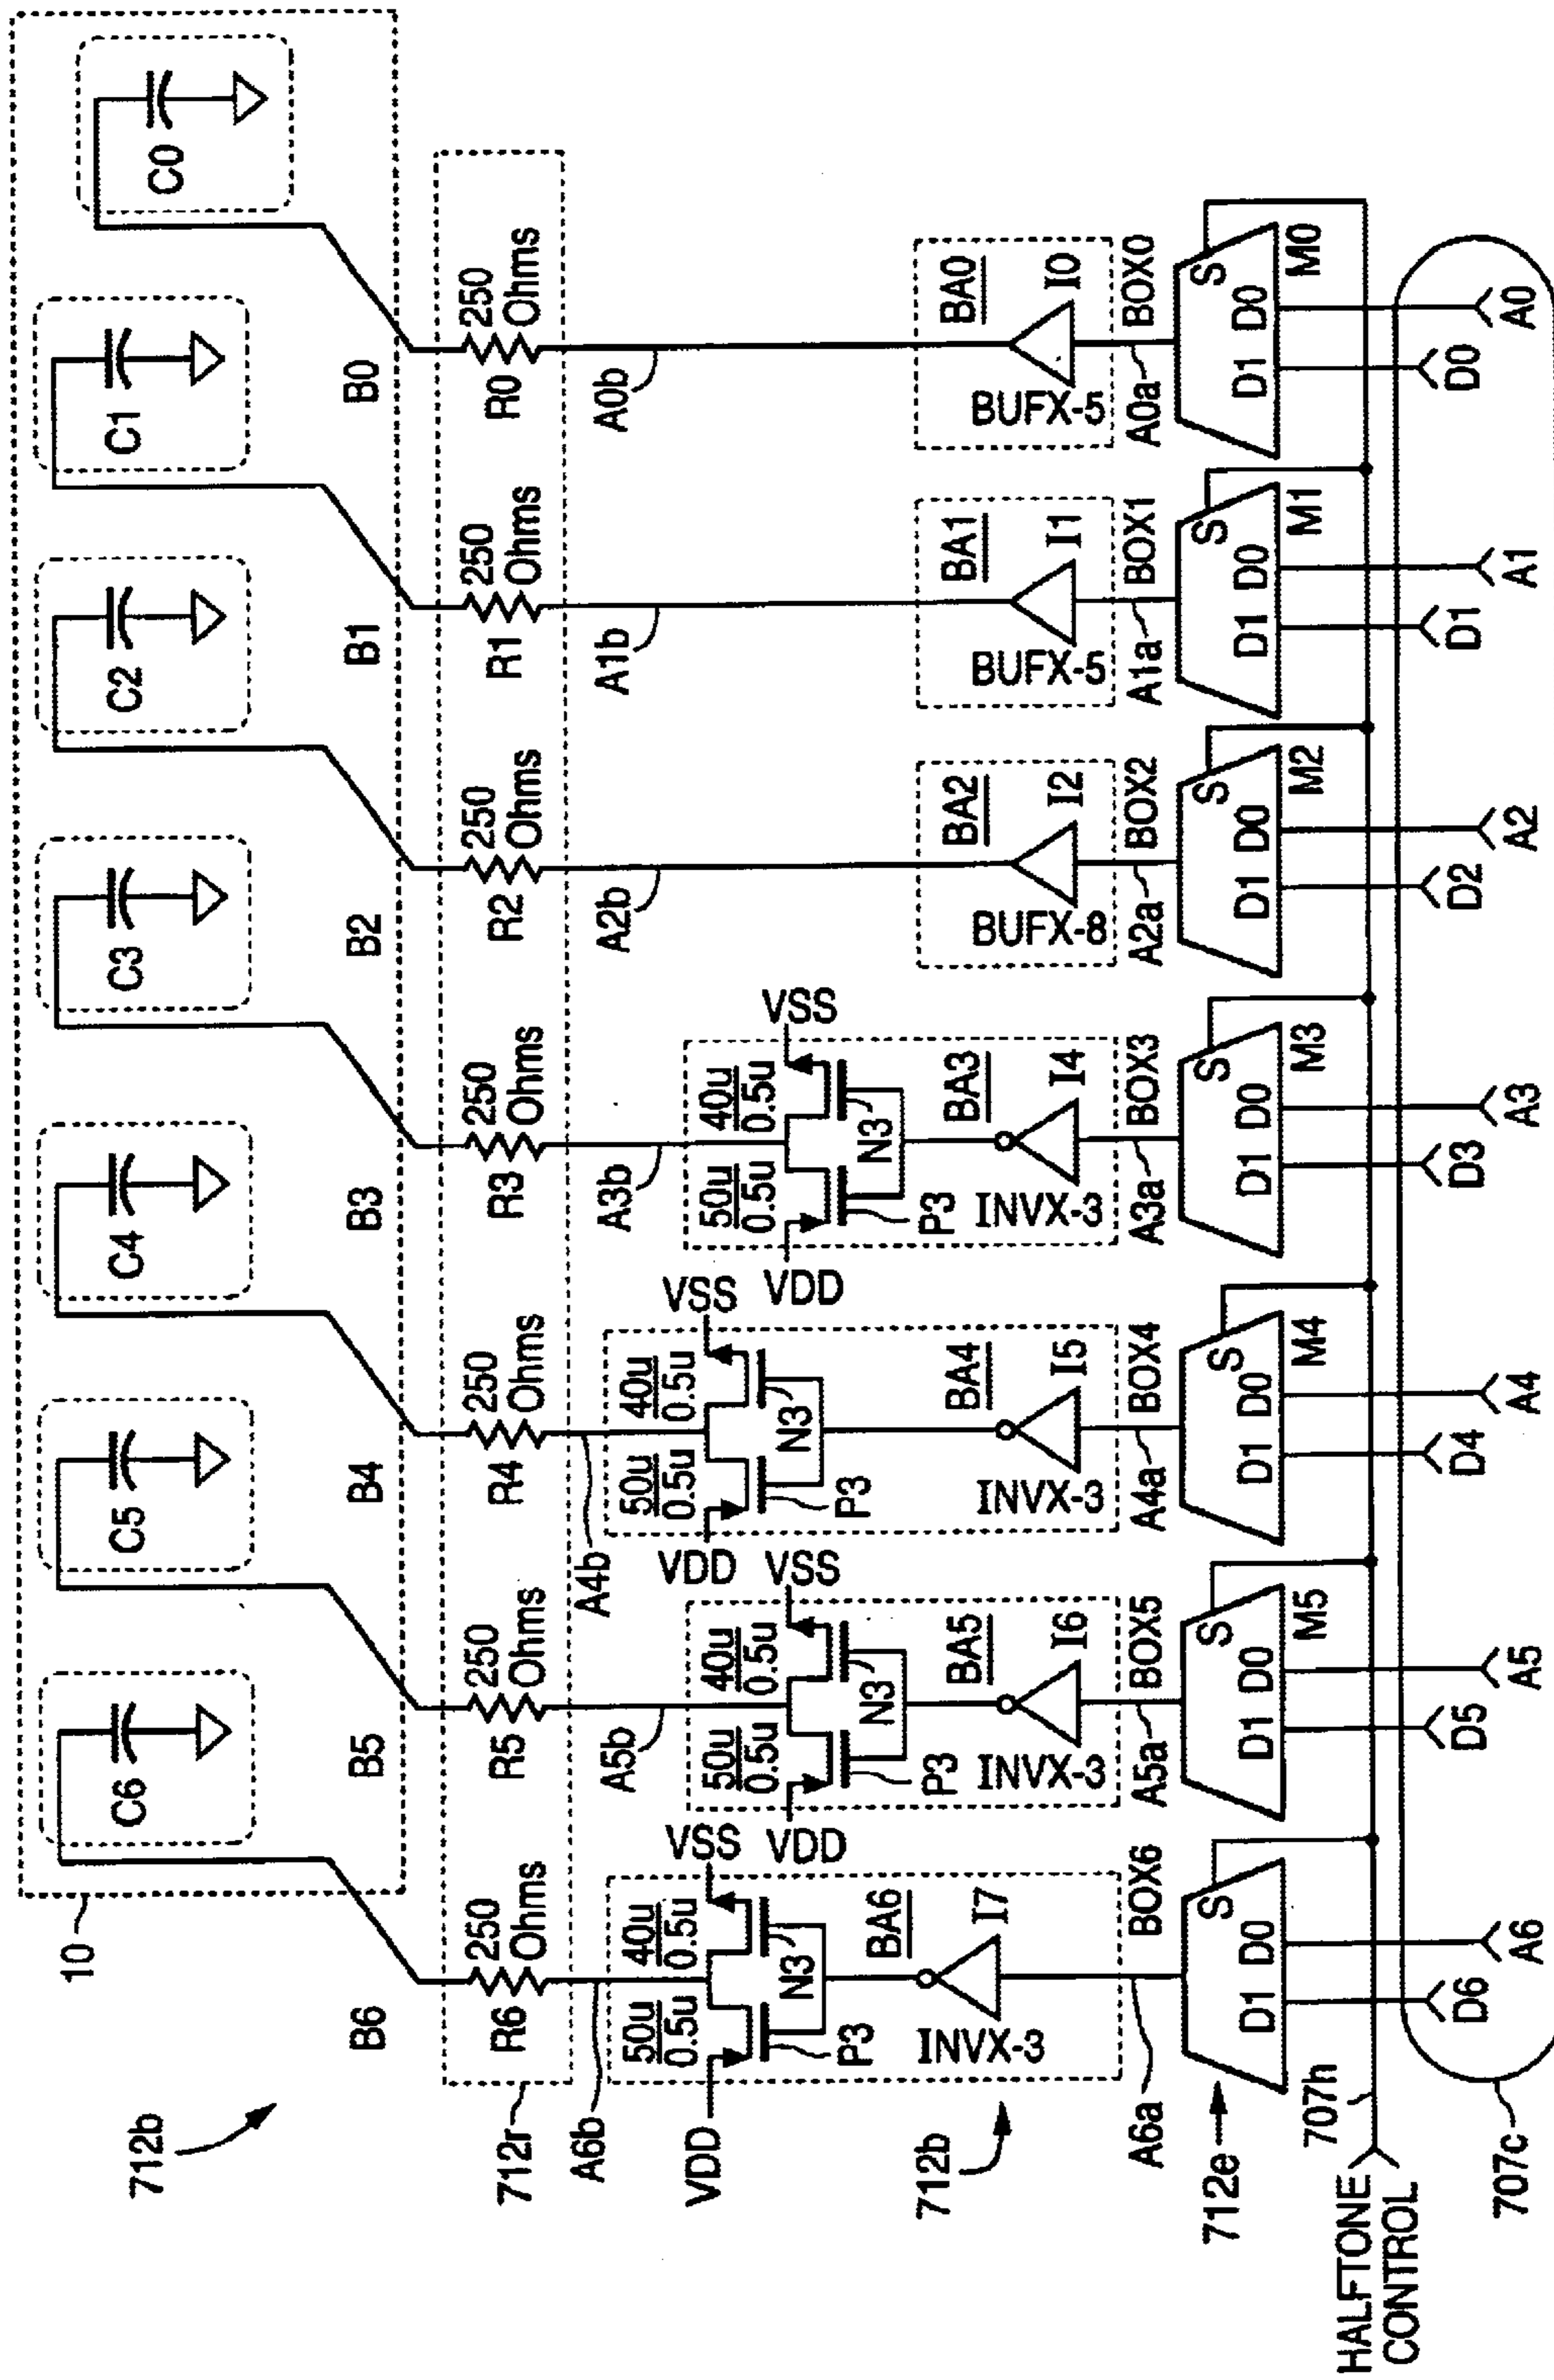 712b
10
C6
C5
C4
C3
C2
C1
C0
B6
B5
B4
B3
B2
B1
B0
712r
R6
250
Ohms
R5
250
Ohms
R4
250
Ohms
R3
250
Ohms
R2
250
Ohms
R1
250
Ohms
R0
250
Ohms
A6b
A5b
A4b
A3b
A2b
A1b
A0b
VDD
50u
0.5u
40u
0.5u
VSS
P3
N3
VDD
50u
0.5u
40u
0.5u
VSS
P3
N3
VDD
50u
0.5u
40u
0.5u
VSS
P3
N3
VDD
50u
0.5u
40u
0.5u
VSS
P3
N3
712b
BA6
INVX-3
I7
BA5
INVX-3
I6
BA4
INVX-3
I5
BA3
INVX-3
I4
BA2
BUFX-8
I2
BA1
BUFX-5
I1
BA0
BUFX-5
I0
A6a
BOX6
A5a
BOX5
A4a
BOX4
A3a
BOX3
A2a
BOX2
A1a
BOX1
A0a
BOX0
712e
S
D1 D0
S
D1 D0
M5
S
D1 D0
M4
S
D1 D0
M3
S
D1 D0
M2
S
D1 D0
M1
S
D1 D0
M0
707h
HALFTONE
CONTROL
707c
D6
A6
D5
A5
D4
A4
D3
A3
D2
A2
D1
A1
D0
A0